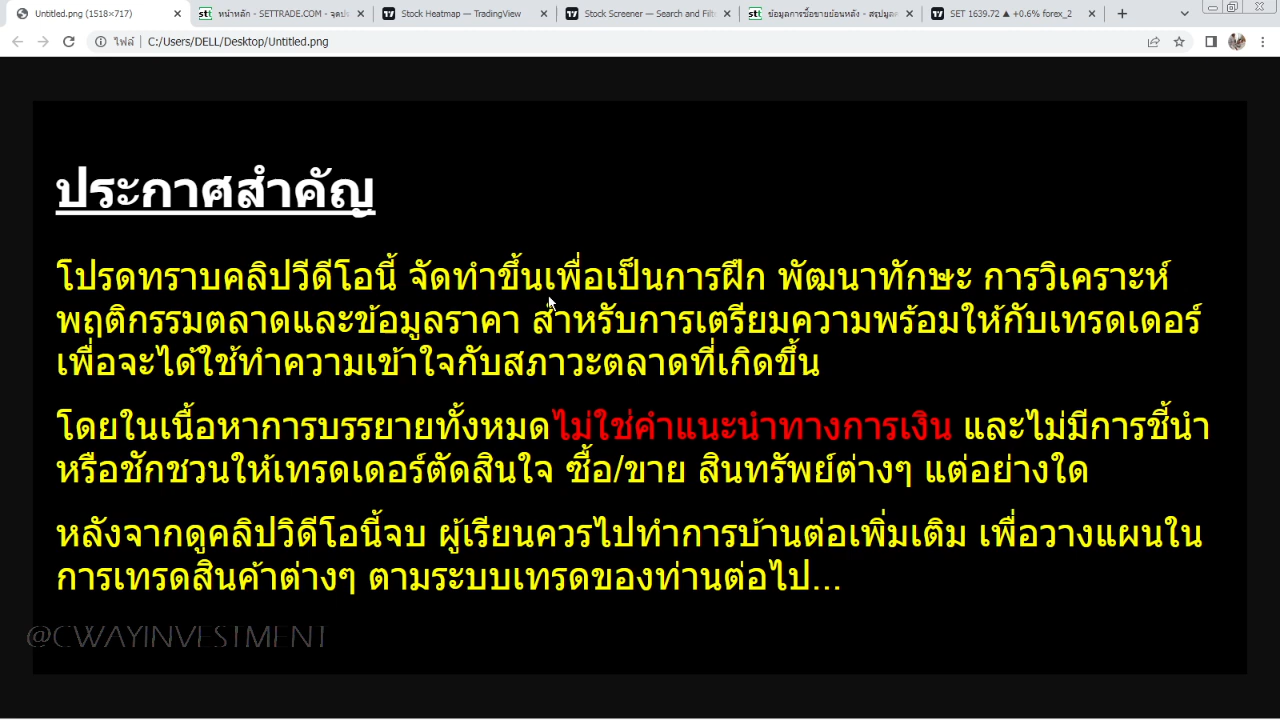 Untitled.png (1518×717)
หน้าหลัก - SETTRADE.COM - จุดปร
Stock Heatmap — TradingView
Stock Screener — Search and Filt
ข้อมูลการซื้อขายย้อนหลัง - สรุปมูลค
SET 1639.72 ▲ +0.6% forex_2
ไฟล์ C:/Users/DELL/Desktop/Untitled.png
ประกาศสำคัญ
โปรดทราบคลิปวีดีโอนี้ จัดทำขึ้นเพื่อเป็นการฝึก พัฒนาทักษะ การวิเคราะห์
พฤติกรรมตลาดและข้อมูลราคา สำหรับการเตรียมความพร้อมให้กับเทรดเดอร์
เพื่อจะได้ใช้ทำความเข้าใจกับสภาวะตลาดที่เกิดขึ้น
โดยในเนื้อหาการบรรยายทั้งหมดไม่ใช่คำแนะนำทางการเงิน และไม่มีการชี้นำ
หรือชักชวนให้เทรดเดอร์ตัดสินใจ ซื้อ/ขาย สินทรัพย์ต่างๆ แต่อย่างใด
หลังจากดูคลิปวิดีโอนี้จบ ผู้เรียนควรไปทำการบ้านต่อเพิ่มเติม เพื่อวางแผนใน
การเทรดสินค้าต่างๆ ตามระบบเทรดของท่านต่อไป...
@CWAYINVESTMENT